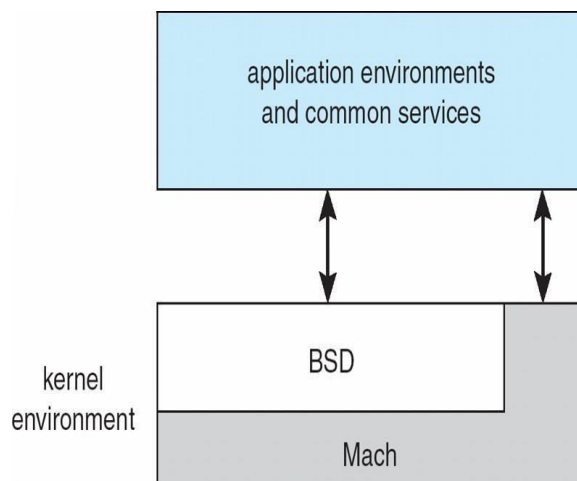 application environments
and common services
BSD
kernel
environment
Mach